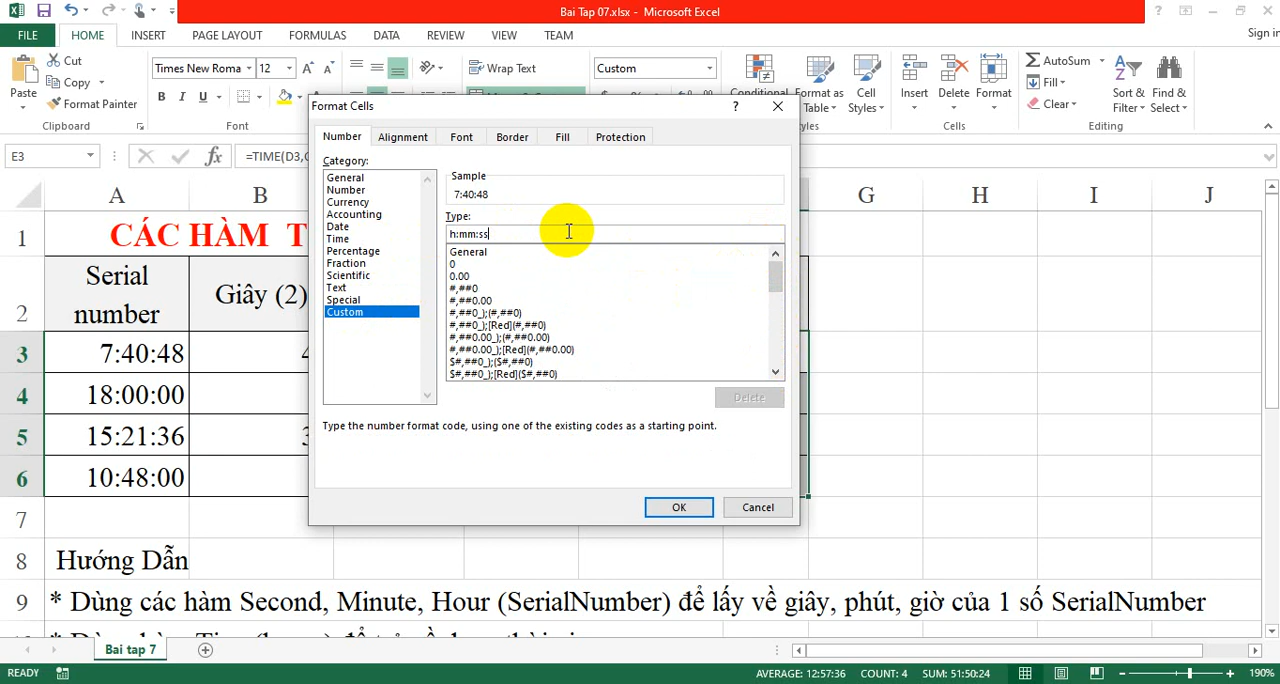 Bai Tap 07.xlsx - Microsoft Excel
Sign in
FILE HOME INSERT PAGE LAYOUT FORMULAS DATA REVIEW VIEW TEAM
Paste
Cut
Copy
Format Painter
Clipboard
Times New Roma 12
B I U
Font
Wrap Text
Custom
Conditional
Format as
Table
Cell
Styles
Insert
Delete
Format
Cells
AutoSum
Fill
Clear
Sort &
Filter
Find &
Select
Editing
E3
=TIME(D3,
Format Cells
Number Alignment Font Border Fill Protection
Category:
General
Number
Currency
Accounting
Date
Time
Percentage
Fraction
Scientific
Text
Special
Custom
Sample
7:40:48
Type:
h:mm:ss
General
0
0.00
#,##0
#,##0.00
#,##0_);(#,##0)
#,##0_);[Red](#,##0)
#,##0.00_);(#,##0.00)
#,##0.00_);[Red](#,##0.00)
$#,##0_);($#,##0)
$#,##0_);[Red]($#,##0)
Delete
Type the number format code, using one of the existing codes as a starting point.
OK Cancel
A B G H I J
1 CÁC HÀM T
2 Serial
number
Giây (2)
3 7:40:48
4 18:00:00
5 15:21:36
6 10:48:00
7
8 Hướng Dẫn
9 * Dùng các hàm Second, Minute, Hour (SerialNumber) để lấy về giây, phút, giờ của 1 số SerialNumber
Bai tap 7
READY AVERAGE: 12:57:36 COUNT: 4 SUM: 51:50:24 190%